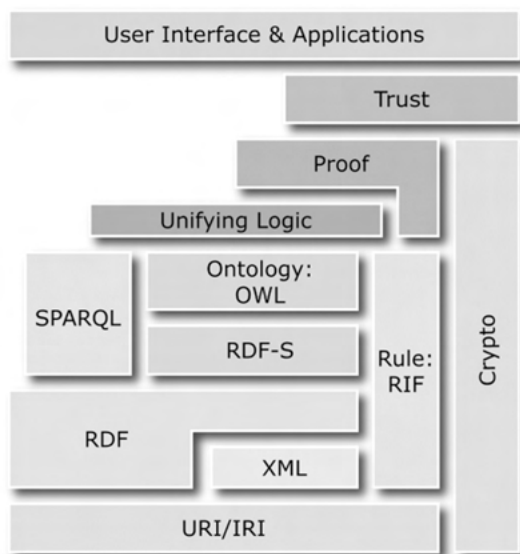 User Interface & Applications
Trust
Proof
Unifying Logic
Ontology:
OWL
SPARQL
RDF-S
Rule:
RIF
Crypto
RDF
XML
URI/IRI